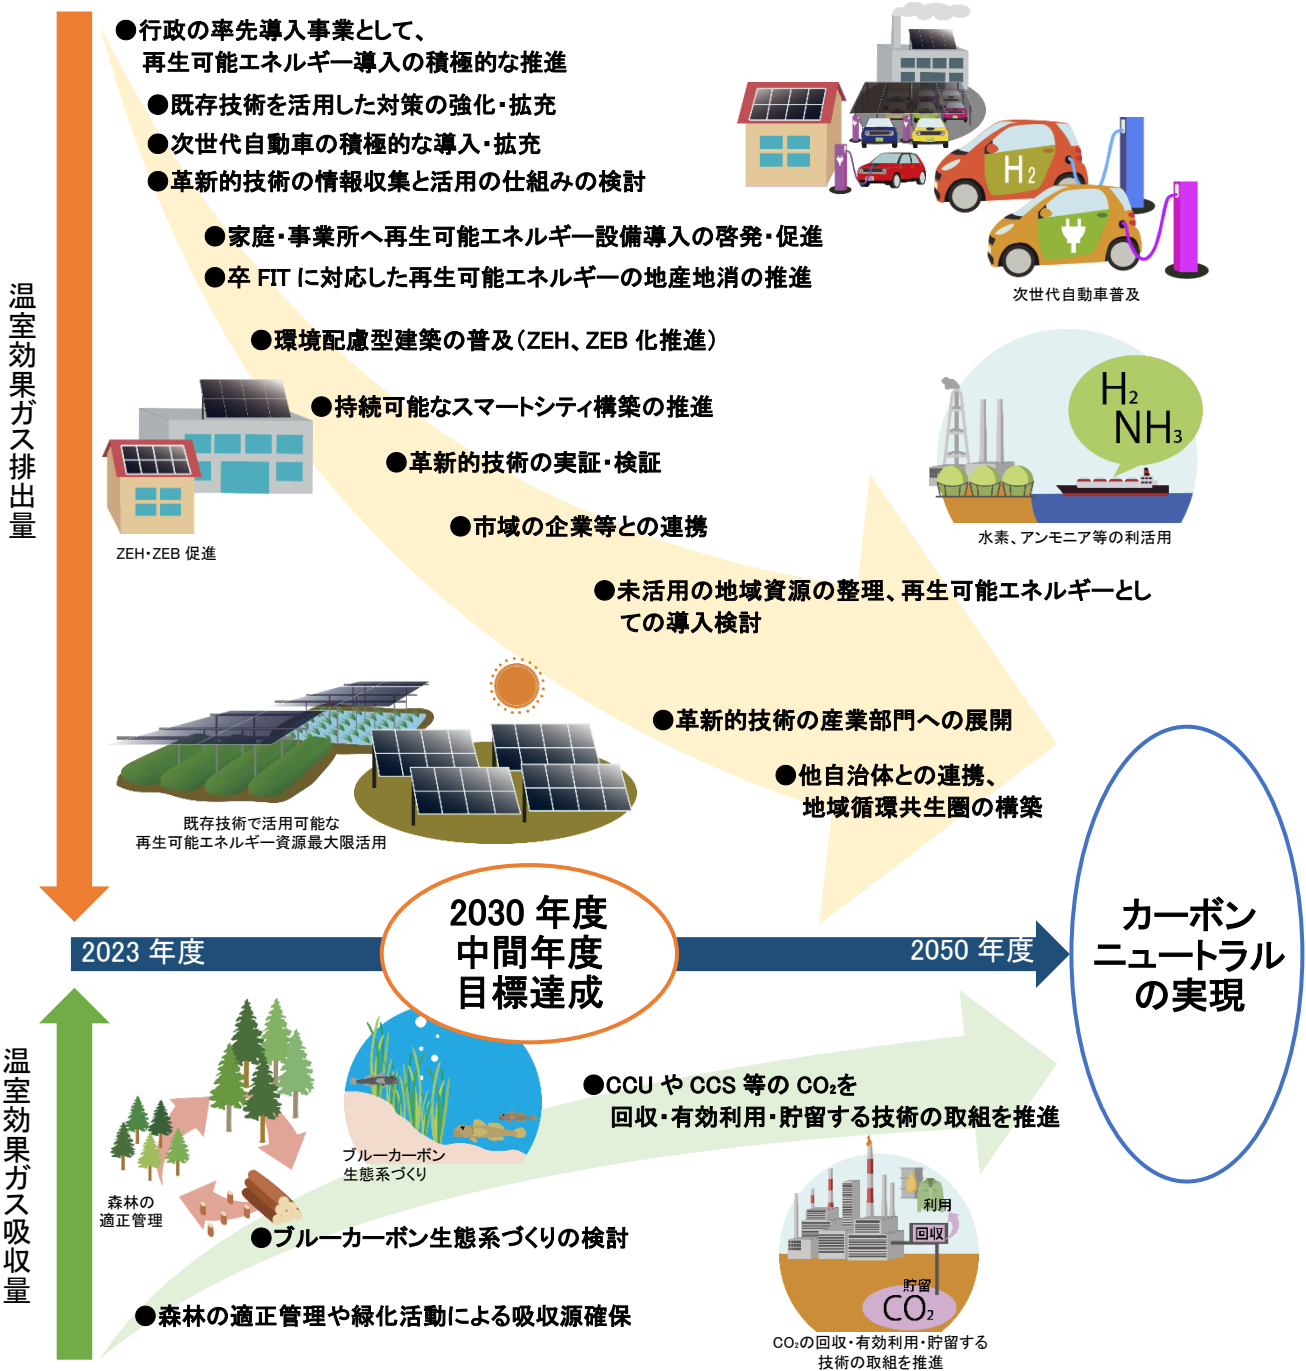 ●行政の率先導入事業として、
再生可能エネルギー導入の積極的な推進
●既存技術を活用した対策の強化・拡充
●次世代自動車の積極的な導入・拡充
●革新的技術の情報収集と活用の仕組みの検討
●家庭・事業所へ再生可能エネルギー設備導入の啓発・促進
●卒 FIT に対応した再生可能エネルギーの地産地消の推進
H2
次世代自動車普及
●環境配慮型建築の普及（ZEH、ZEB 化推進）
温室効果ガス排出量
●持続可能なスマートシティ構築の推進
●革新的技術の実証・検証
H2
NH3
水素、アンモニア等の利活用
ZEH・ZEB 促進
●市域の企業等との連携
●未活用の地域資源の整理、再生可能エネルギーとし
ての導入検討
●革新的技術の産業部門への展開
●他自治体との連携、
地域循環共生圏の構築
既存技術で活用可能な
再生可能エネルギー資源最大限活用
2023 年度
2030 年度
中間年度
目標達成
2050 年度
カーボン
ニュートラル
の実現
温室効果ガス吸収量
●CCU や CCS 等の CO₂を
回収・有効利用・貯留する技術の取組を推進
ブルーカーボン
生態系づくり
森林の
適正管理
●ブルーカーボン生態系づくりの検討
利用
回収
貯留
CO2
●森林の適正管理や緑化活動による吸収源確保
CO₂の回収・有効利用・貯留する
技術の取組を推進